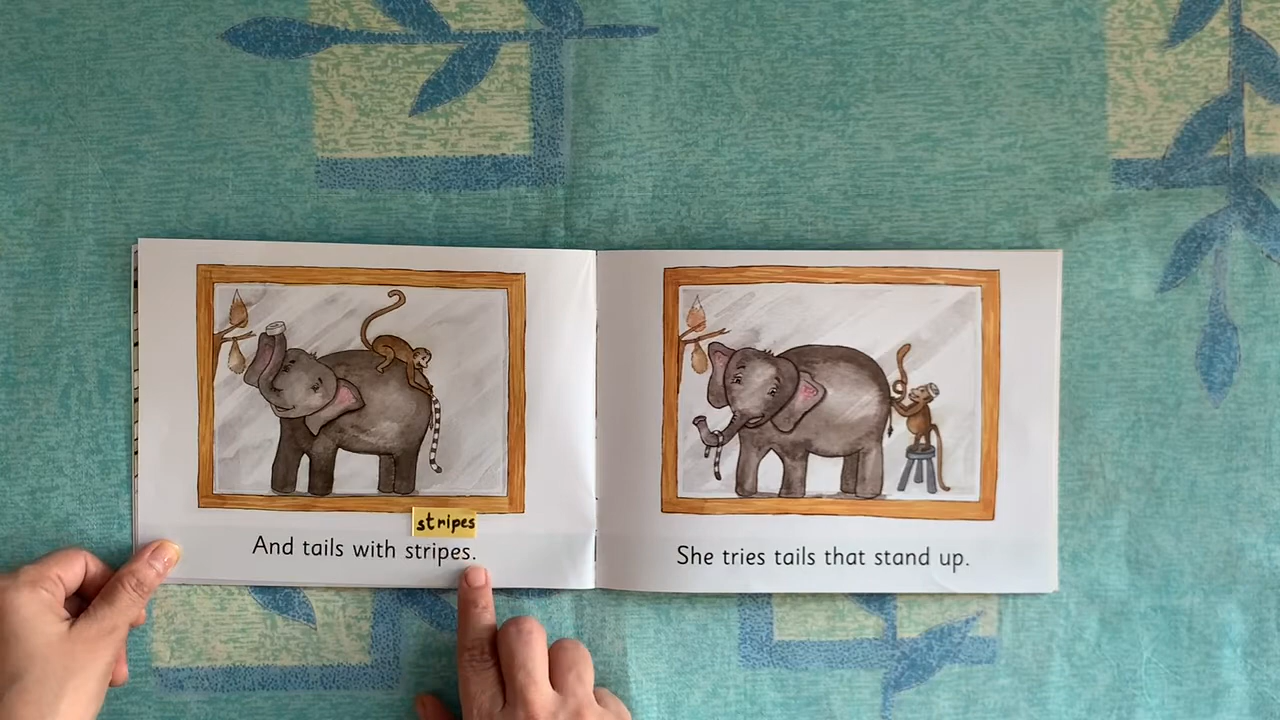 stripes
And tails with stripes.
She tries tails that stand up.